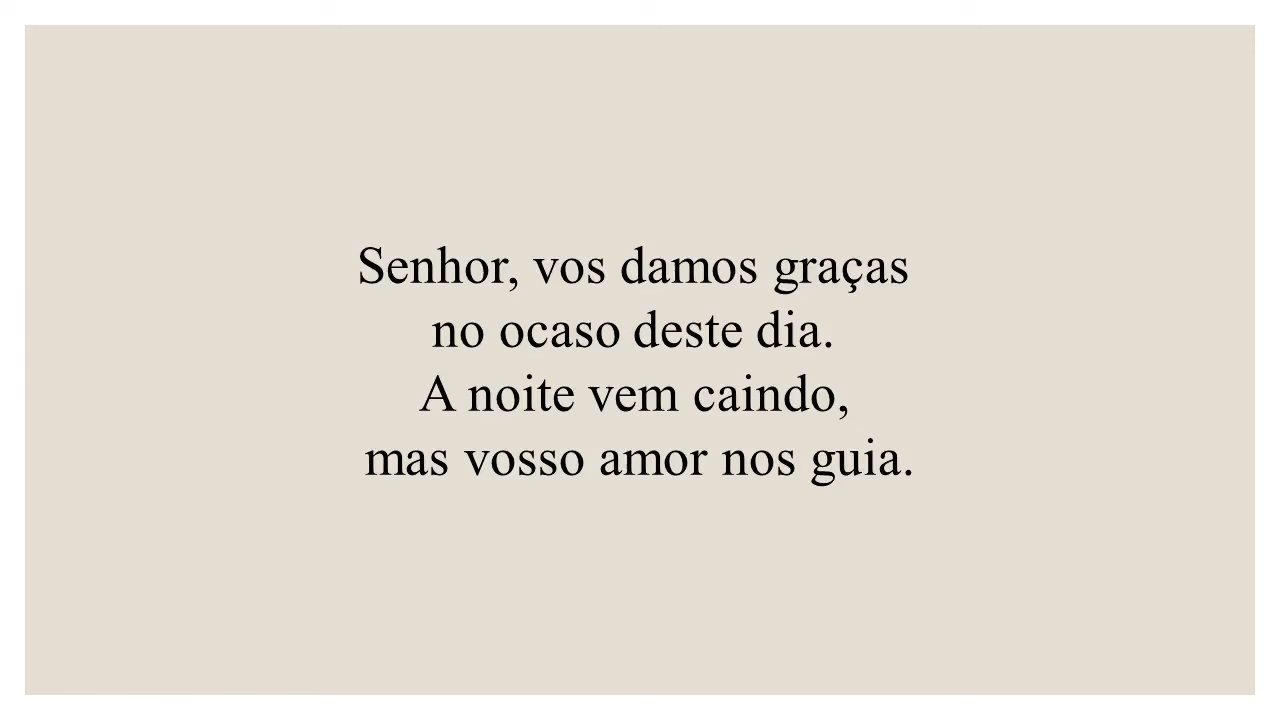 Senhor, vos damos graças
no ocaso deste dia.
A noite vem caindo,
mas vosso amor nos guia.